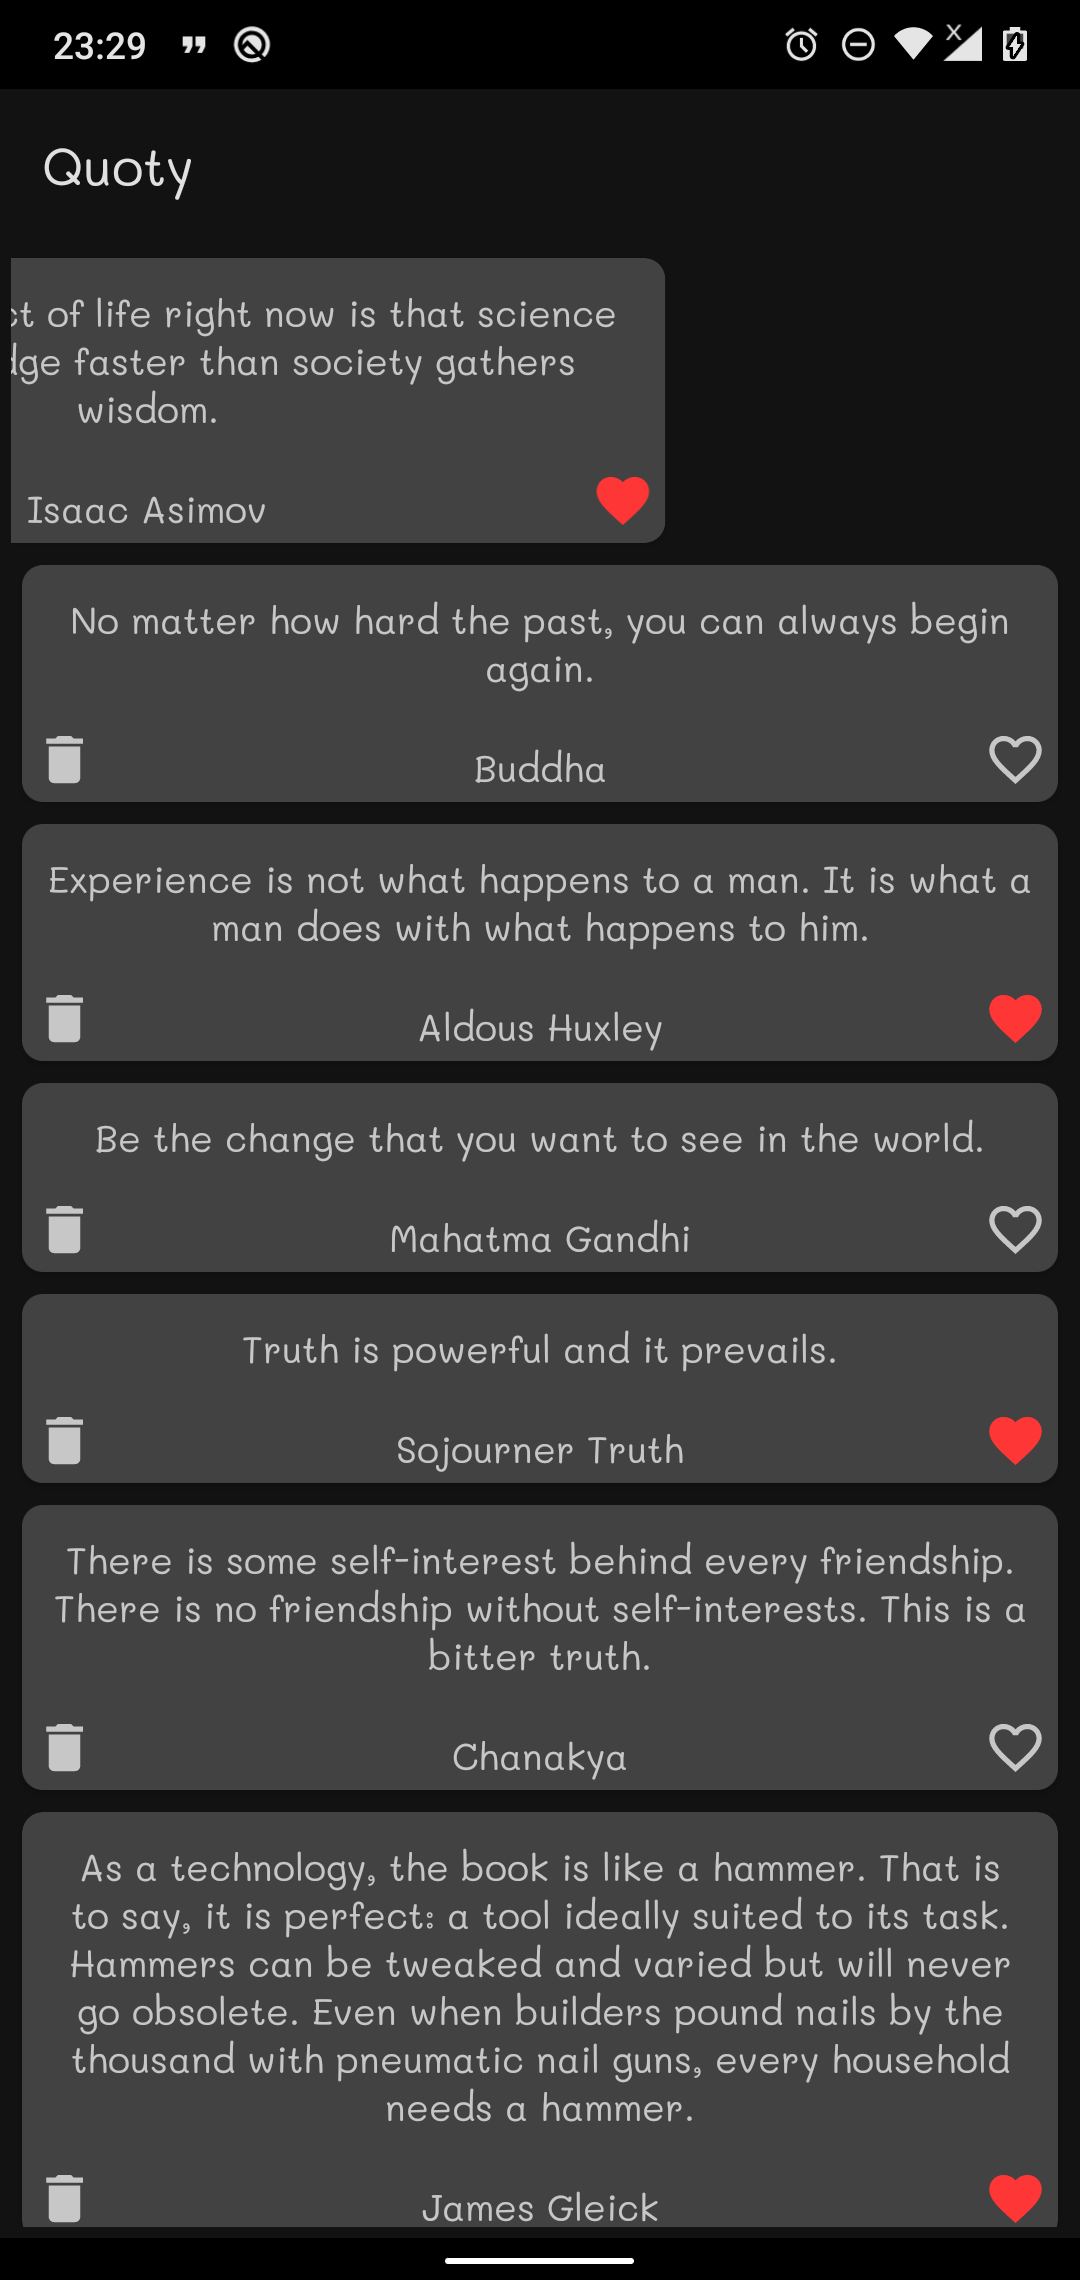 23:29
Quoty
of life right now is that science
faster than society gathers
wisdom.
Isaac Asimov
No matter how hard the past, you can always begin
again.
Buddha
Experience is not what happens to a man. It is what a
man does with what happens to him.
Aldous Huxley
Be the change that you want to see in the world.
Mahatma Gandhi
Truth is powerful and it prevails.
Sojourner Truth
There is some self-interest behind every friendship.
There is no friendship without self-interests. This is a
bitter truth.
Chanakya
As a technology, the book is like a hammer. That is
to say, it is perfect: a tool ideally suited to its task.
Hammers can be tweaked and varied but will never
go obsolete. Even when builders pound nails by the
thousand with pneumatic nail guns, every household
needs a hammer.
James Gleick